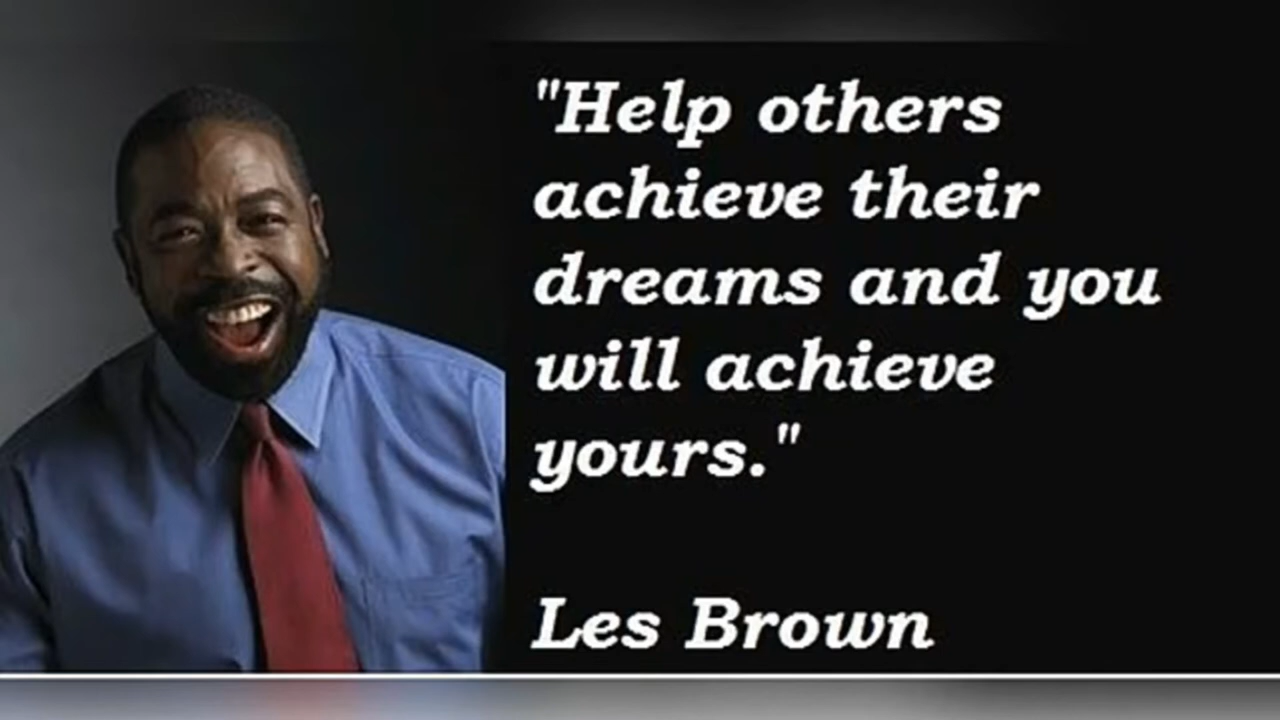 "Help others
achieve their
dreams and you
will achieve
yours."
Les Brown